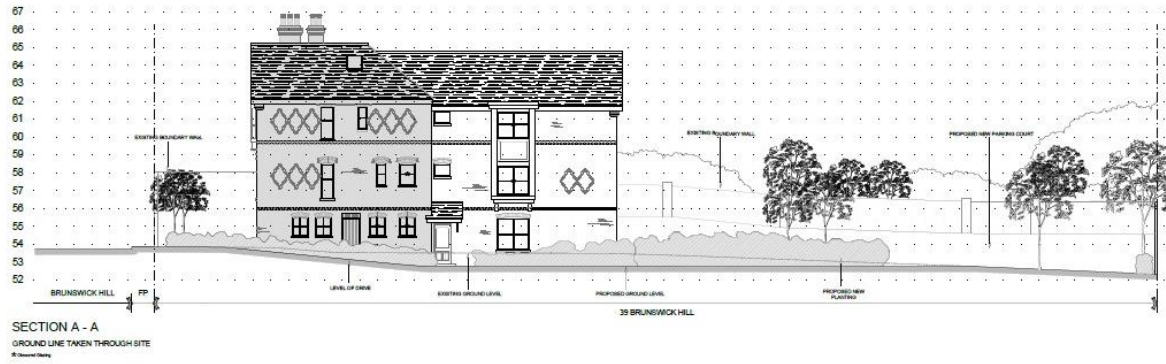 67
66
65
64
63
62
61
60
59
58
57
56
55
54
53
52
EXISTING BOUNDARY WALL
EXISTING BOUNDARY WALL
PROPOSED NEW PARKING COURT
LEVEL OF DRIVE
EXISTING GROUND LEVEL
PROPOSED GROUND LEVEL
PROPOSED NEW
PLANTING
BRUNSWICK HILL
FP
39 BRUNSWICK HILL
SECTION A - A
GROUND LINE TAKEN THROUGH SITE
Obscured Glazing